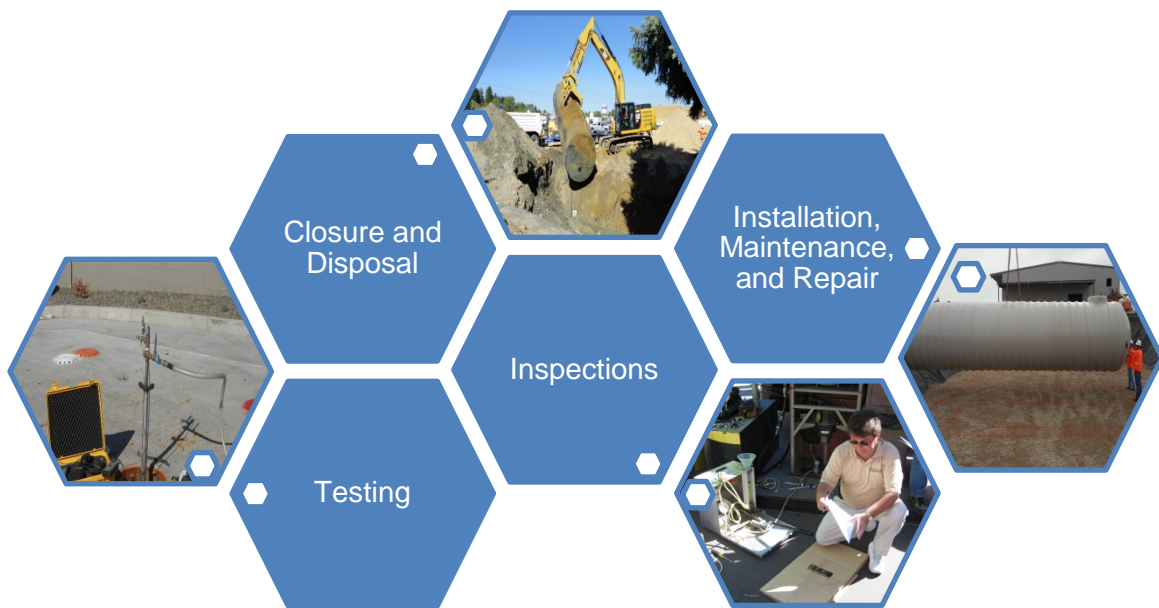 Closure and
Disposal
Installation,
Maintenance,
and Repair
Inspections
Testing